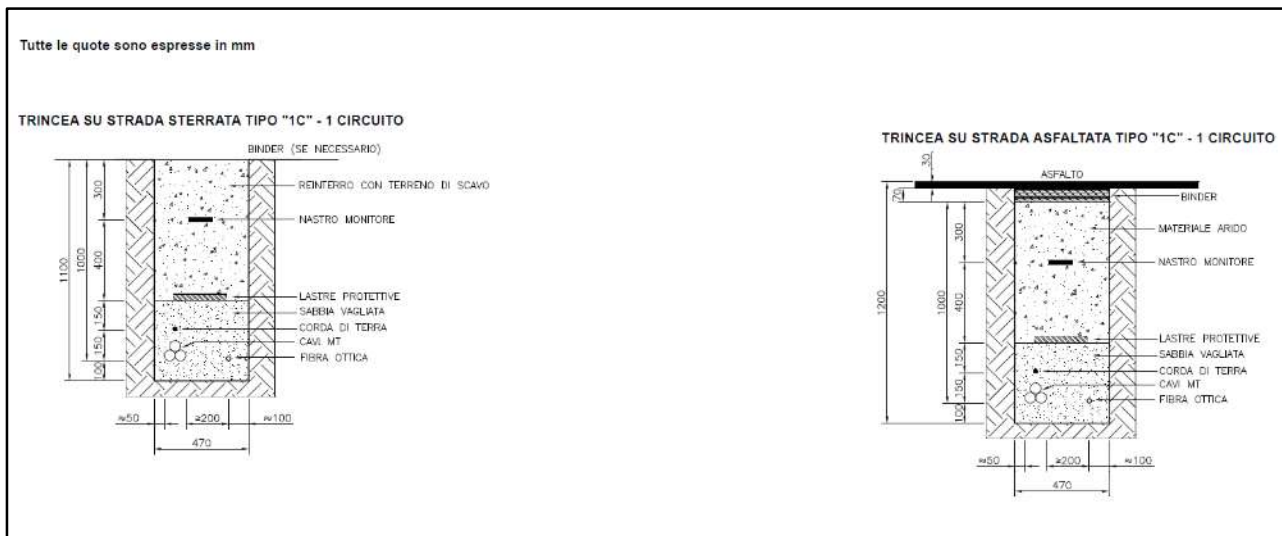 Tutte le quote sono espresse in mm
TRINCEA SU STRADA STERRATA TIPO "1C" - 1 CIRCUITO
BINDER (SE NECESSARIO)
REINTERRO CON TERRENO DI SCAVO
NASTRO MONITORE
LASTRE PROTETTIVE
SABBIA VAGLIATA
CORDA DI TERRA
CAVI MT
FIBRA OTTICA
1100
1000
300
400
150
150
100
≈50
≥200
≈100
470
TRINCEA SU STRADA ASFALTATA TIPO "1C" - 1 CIRCUITO
30
ASFALTO
70
BINDER
MATERIALE ARIDO
NASTRO MONITORE
LASTRE PROTETTIVE
SABBIA VAGLIATA
CORDA DI TERRA
CAVI MT
FIBRA OTTICA
1200
1000
300
400
150
150
100
≈50
≥200
≈100
470